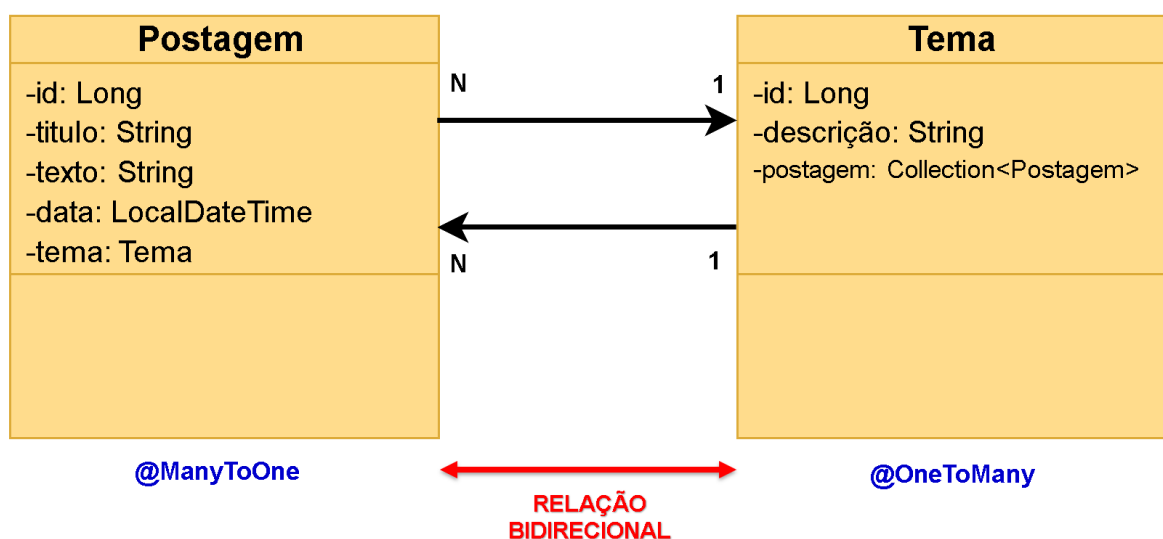 Postagem
-id: Long
-titulo: String
-texto: String
-data: LocalDateTime
-tema: Tema
N
1
N
1
Tema
-id: Long
-descrição: String
-postagem: Collection<Postagem>
@ManyToOne
RELAÇÃO
BIDIRECIONAL
@OneToMany